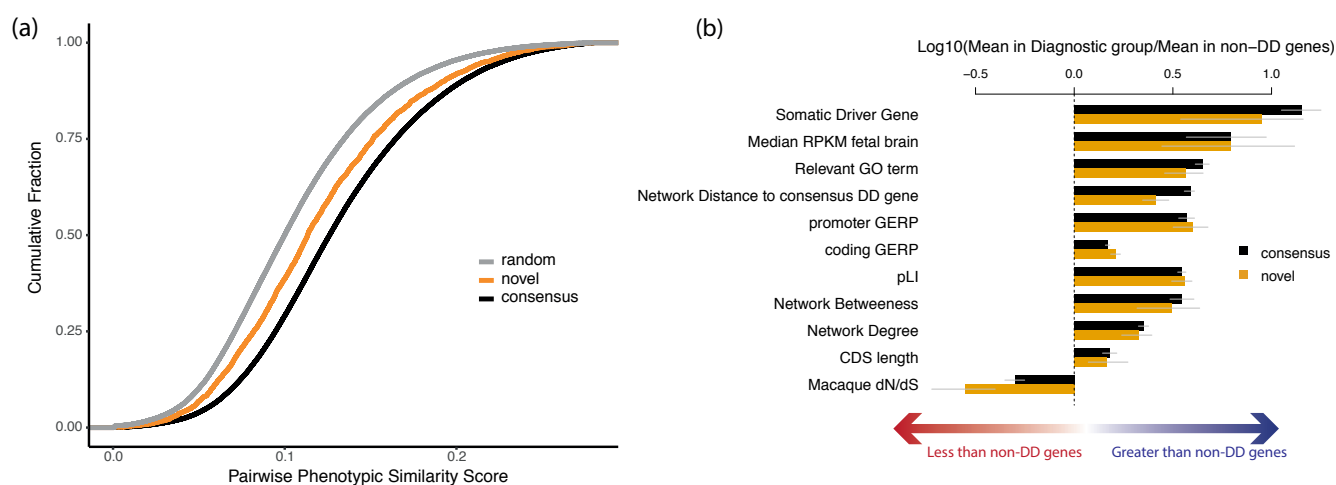 (a)
1.00
0.75
0.50
0.25
0.00
Cumulative Fraction
random
novel
consensus
0.0
0.1
0.2
Pairwise Phenotypic Similarity Score
(b)
Log10(Mean in Diagnostic group/Mean in non−DD genes)
−0.5
0.0
0.5
1.0
Somatic Driver Gene
Median RPKM fetal brain
Relevant GO term
Network Distance to consensus DD gene
promoter GERP
coding GERP
pLI
Network Betweeness
Network Degree
CDS length
Macaque dN/dS
consensus
novel
Less than non-DD genes
Greater than non-DD genes